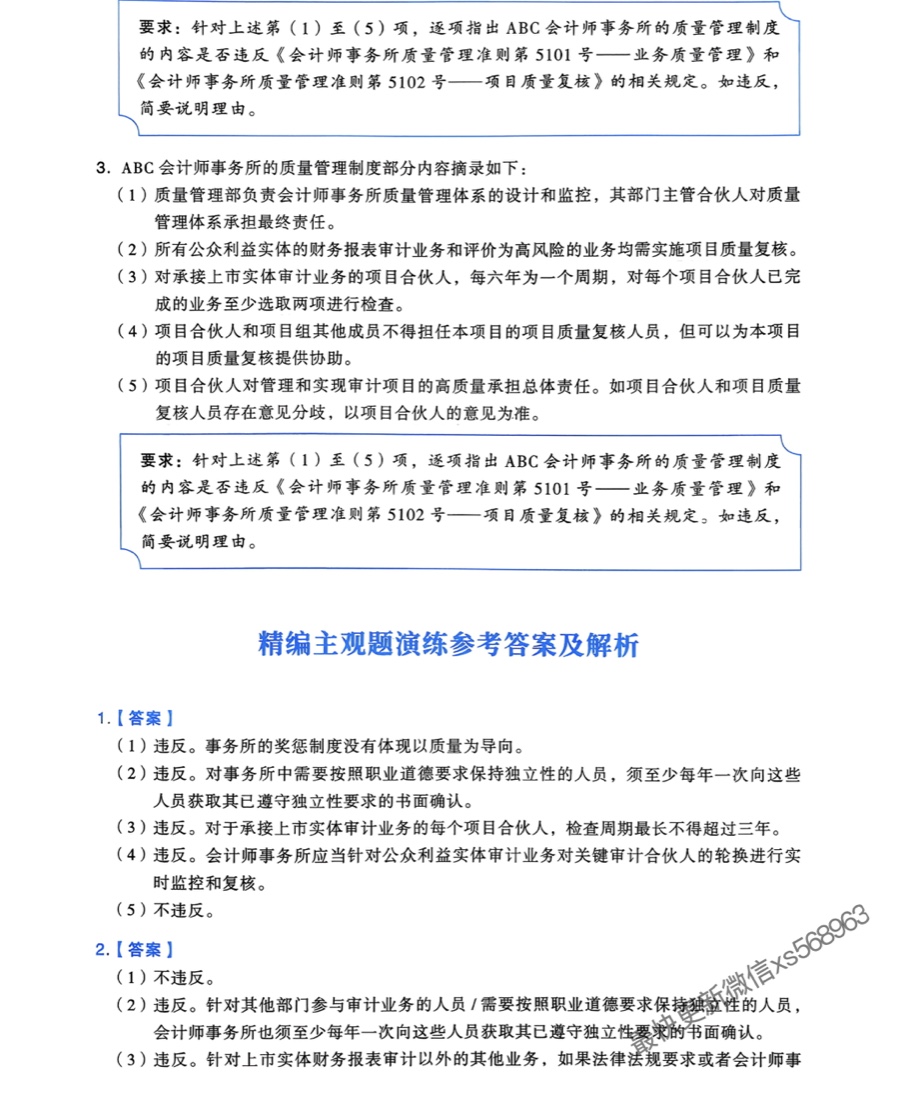 要求：针对上述第（1）至（5）项，逐项指出 ABC 会计师事务所的质量管理制度
的内容是否违反《会计师事务所质量管理准则第 5101 号——业务质量管理》和
《会计师事务所质量管理准则第 5102 号——项目质量复核》的相关规定。如违反，
简要说明理由。
3. ABC 会计师事务所的质量管理制度部分内容摘录如下：
（1）质量管理部负责会计师事务所质量管理体系的设计和监控，其部门主管合伙人对质量
管理体系承担最终责任。
（2）所有公众利益实体的财务报表审计业务和评价为高风险的业务均需实施项目质量复核。
（3）对承接上市实体审计业务的项目合伙人，每六年为一个周期，对每个项目合伙人已完
成的业务至少选取两项进行检查。
（4）项目合伙人和项目组其他成员不得担任本项目的项目质量复核人员，但可以为本项目
的项目质量复核提供协助。
（5）项目合伙人对管理和实现审计项目的高质量承担总体责任。如项目合伙人和项目质量
复核人员存在意见分歧，以项目合伙人的意见为准。
要求：针对上述第（1）至（5）项，逐项指出 ABC 会计师事务所的质量管理制度
的内容是否违反《会计师事务所质量管理准则第 5101 号——业务质量管理》和
《会计师事务所质量管理准则第 5102 号——项目质量复核》的相关规定。如违反，
简要说明理由。
精编主观题演练参考答案及解析
1.【答案】
（1）违反。事务所的奖惩制度没有体现以质量为导向。
（2）违反。对事务所中需要按照职业道德要求保持独立性的人员，须至少每年一次向这些
人员获取其已遵守独立性要求的书面确认。
（3）违反。对于承接上市实体审计业务的每个项目合伙人，检查周期最长不得超过三年。
（4）违反。会计师事务所应当针对公众利益实体审计业务对关键审计合伙人的轮换进行实
时监控和复核。
（5）不违反。
2.【答案】
（1）不违反。
（2）违反。针对其他部门参与审计业务的人员 / 需要按照职业道德要求保持独立性的人员，
会计师事务所也须至少每年一次向这些人员获取其已遵守独立性要求的书面确认。
（3）违反。针对上市实体财务报表审计以外的其他业务，如果法律法规要求或者会计师事
最快更新微信xs568963